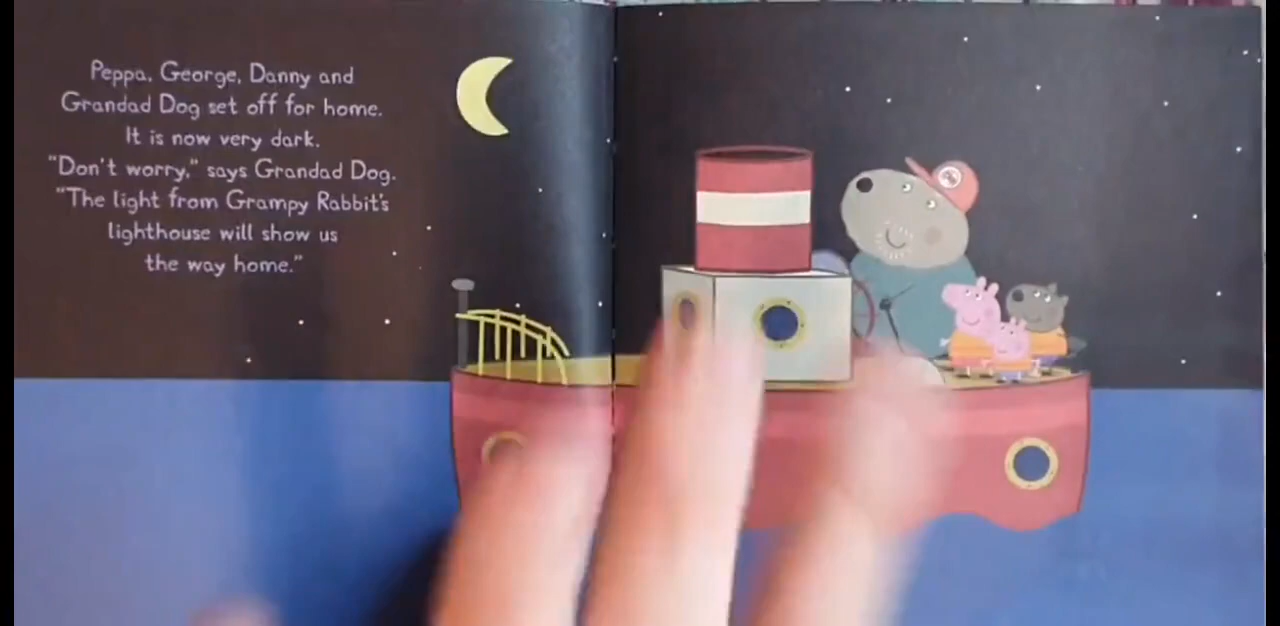 Peppa, George, Danny and
Grandad Dog set off for home.
It is now very dark.
"Don't worry," says Grandad Dog.
"The light from Grampy Rabbit's
lighthouse will show us
the way home."